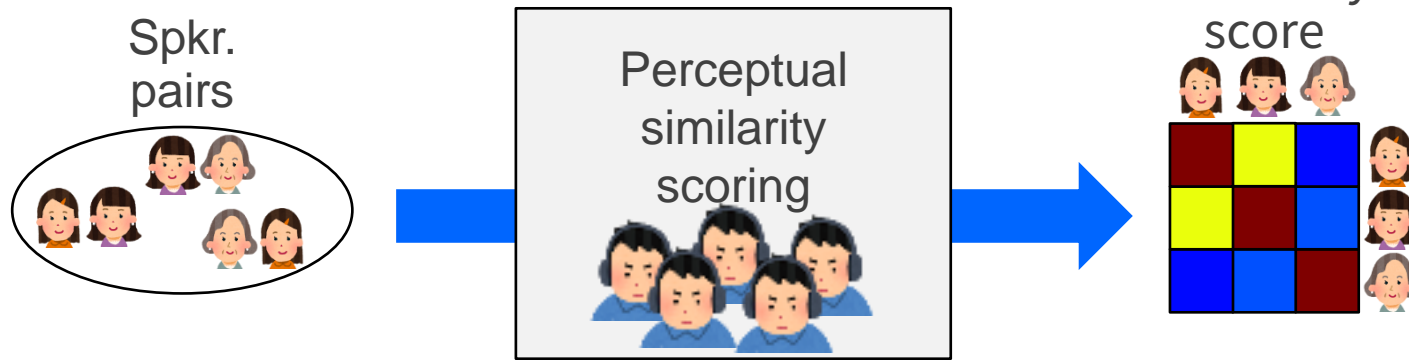 Spkr.
pairs
Perceptual
similarity
scoring
score